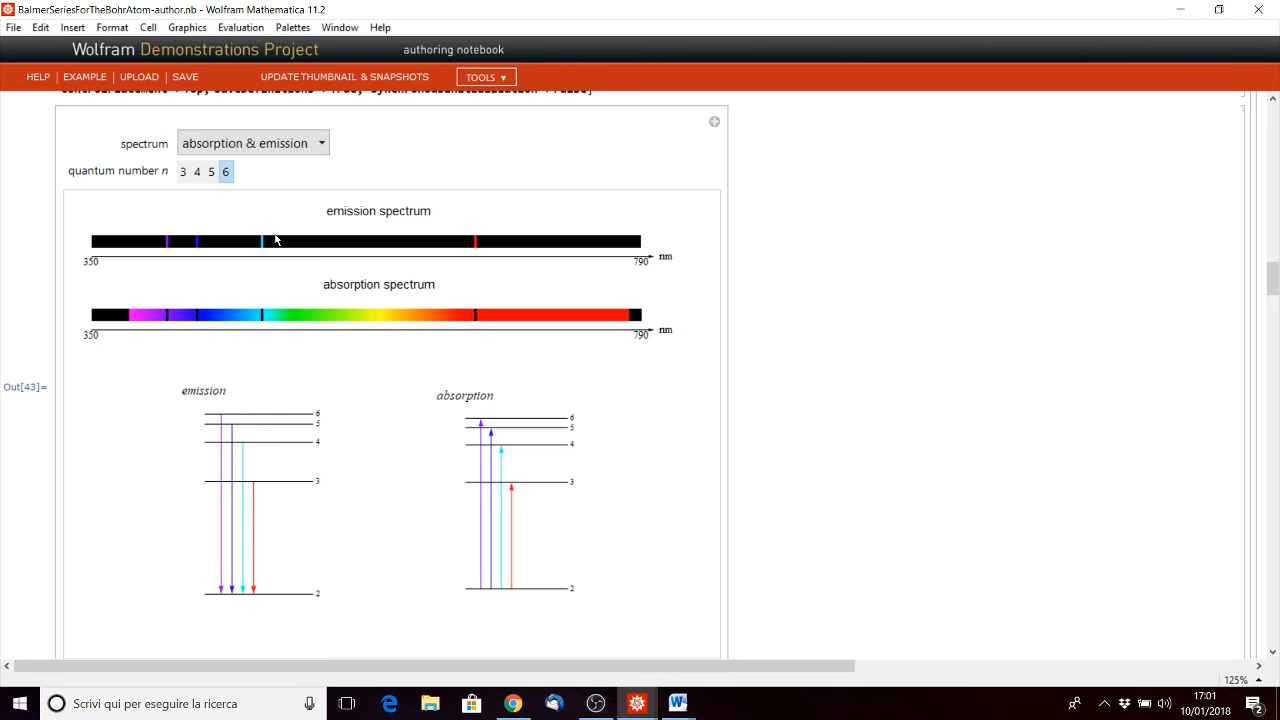 BalmerSeriesForTheBohrAtom-author.nb - Wolfram Mathematica 11.2
File Edit Insert Format Cell Graphics Evaluation Palettes Window Help
Wolfram Demonstrations Project authoring notebook
HELP | EXAMPLE | UPLOAD | SAVE UPDATE THUMBNAIL & SNAPSHOTS TOOLS ▼
spectrum absorption & emission
quantum number n 3 4 5 6
emission spectrum
350 790 nm
absorption spectrum
350 790 nm
Out[43]=
emission absorption
6 6
5 5
4 4
3 3
2 2
125%
Scrivi qui per eseguire la ricerca
17:01
10/01/2018